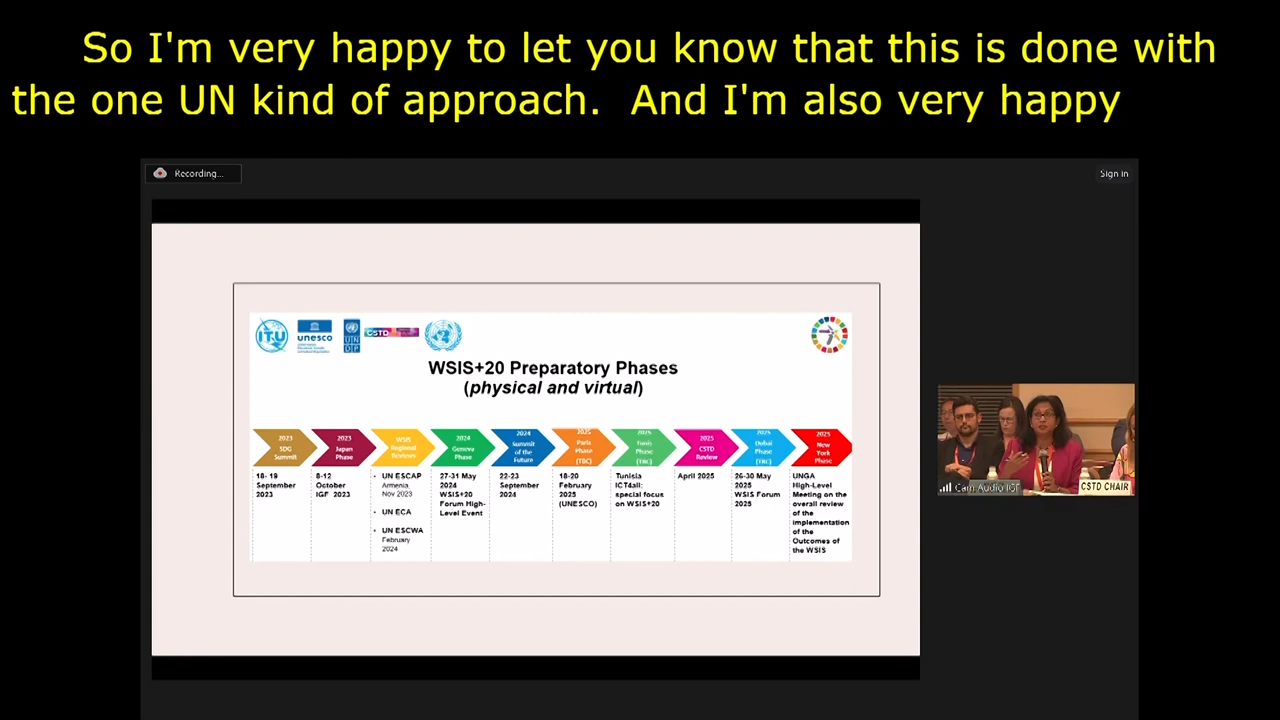 So I'm very happy to let you know that this is done with
the one UN kind of approach.  And I'm also very happy
Recording...
Sign in
ITU
unesco
UN
DP
CSTD
WSIS+20 Preparatory Phases
(physical and virtual)
2023
SDG
Summit
2023
Japan
Phase
WSIS
Regional
Reviews
2024
Geneva
Phase
2024
Summit
of the
Future
2025
Paris
Phase
(TBC)
2025
Tunis
Phase
(TBC)
2025
CSTD
Review
2025
Dubai
Phase
(TBC)
2025
New
York
Phase
18- 19
September
2023
8-12
October
IGF 2023
• UN ESCAP
Armenia,
Nov 2023
• UN ECA
• UN ESCWA
February
2024
27-31 May
2024
WSIS+20
Forum High-
Level Event
22-23
September
2024
18-20
February
2025
(UNESCO)
Tunisia
ICT4all:
special focus
on WSIS+20
April 2025
26-30 May
2025
WSIS Forum
2025
UNGA
High-Level
Meeting on the
overall review
of the
implementation
of the
Outcomes of
the WSIS
Cam Audio IGF
CSTD CHAIR